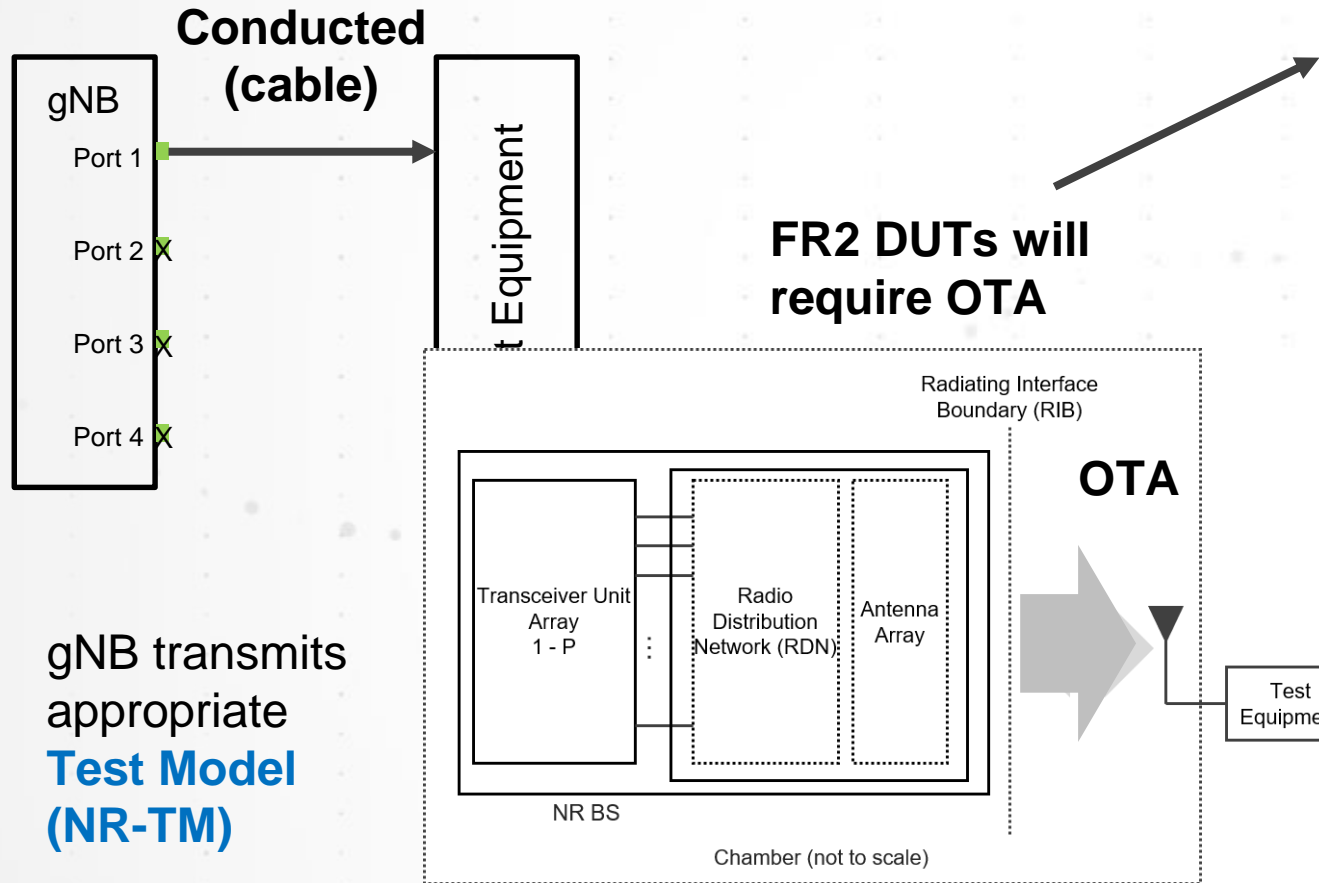 Conducted
(cable)
gNB
Port 1
Port 2
X
Port 3
X
Port 4
X
t Equipment
FR2 DUTs will
require OTA
Radiating Interface
Boundary (RIB)
OTA
Transceiver Unit
Array
1 - P
⋮
Radio
Distribution
Network (RDN)
Antenna
Array
NR BS
Chamber (not to scale)
Test
Equipme
gNB transmits
appropriate
Test Model
(NR-TM)